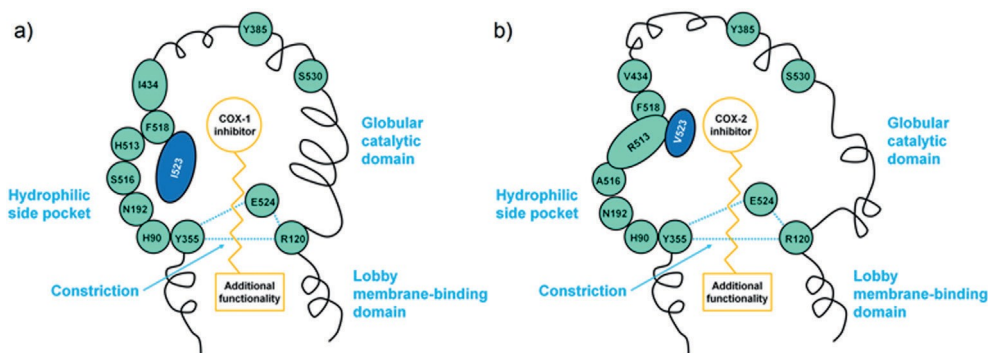 a)
Y385
I434
S530
F518
COX-1
inhibitor
H513
I523
S516
N192
E524
H90
Y355
R120
Additional
functionality
Globular
catalytic
domain
Hydrophilic
side pocket
Constriction
Lobby
membrane-binding
domain
b)
Y385
V434
S530
F518
COX-2
inhibitor
V523
R513
A516
N192
E524
H90
Y355
R120
Additional
functionality
Globular
catalytic
domain
Hydrophilic
side pocket
Constriction
Lobby
membrane-binding
domain